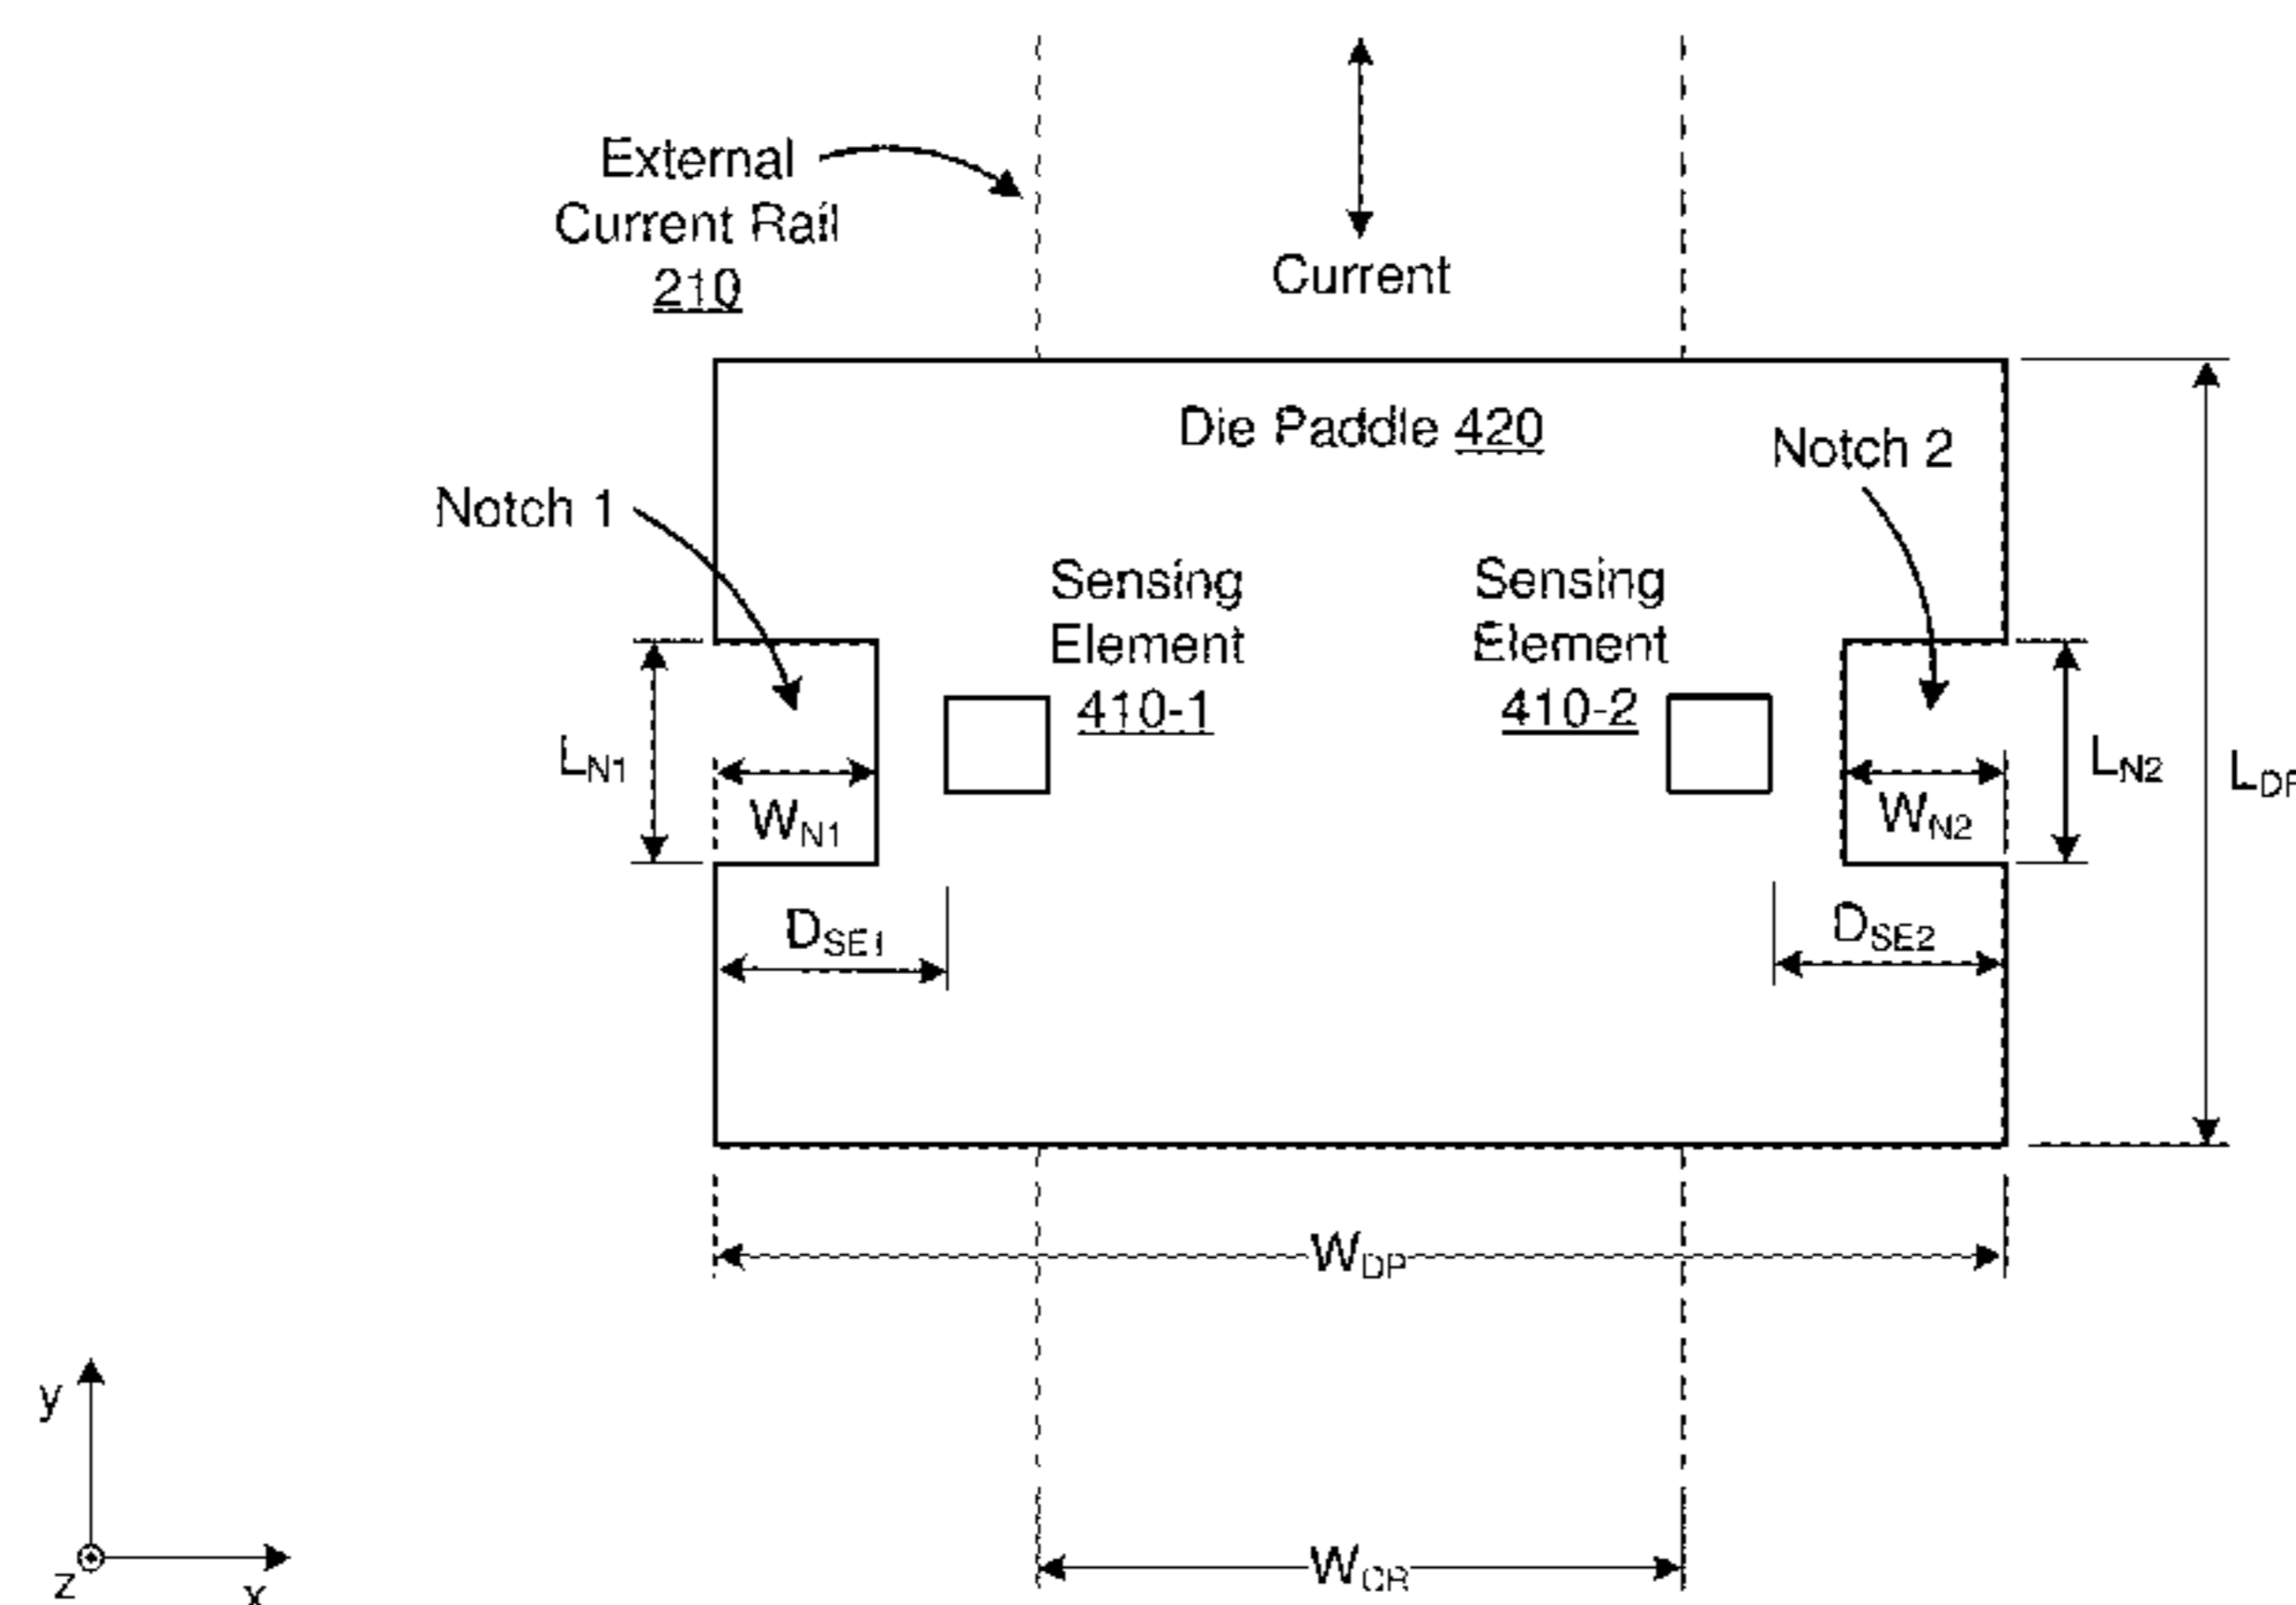 External
Current Rail
210
Current
Die Paddle 420
Notch 2
Notch 1
Sensing
Element
410-1
Sensing
Element
410-2
LN1
WN1
WN2
LN2
LDP
DSE1
DSE2
WDP
y
z
x
WCR